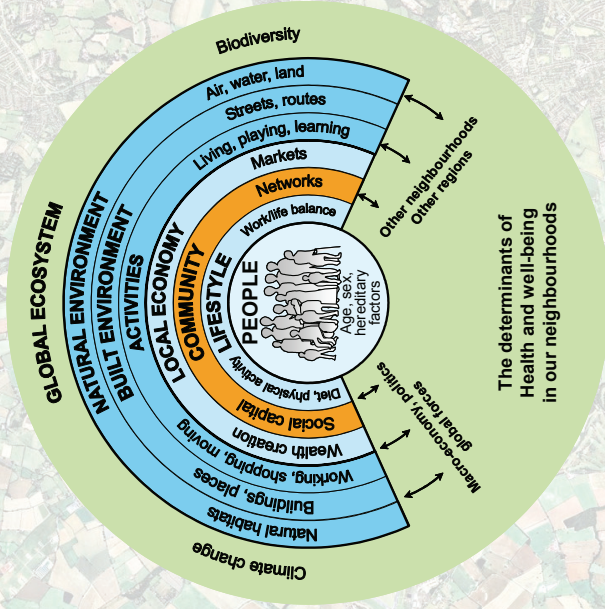 The determinants of
Health and well-being
in our neighbourhoods
GLOBAL ECOSYSTEM
Biodiversity
Climate change
NATURAL ENVIRONMENT
Air, water, land
Natural habitats
BUILT ENVIRONMENT
Streets, routes
Buildings, places
ACTIVITIES
Living, playing, learning
Working, shopping, moving
LOCAL ECONOMY
Markets
Wealth creation
COMMUNITY
Networks
Social capital
LIFESTYLE
Work/life balance
Diet, physical activity
PEOPLE
Age, sex,
hereditary
factors
Other neighbourhoods
Other regions
Macro-economy, politics
global forces